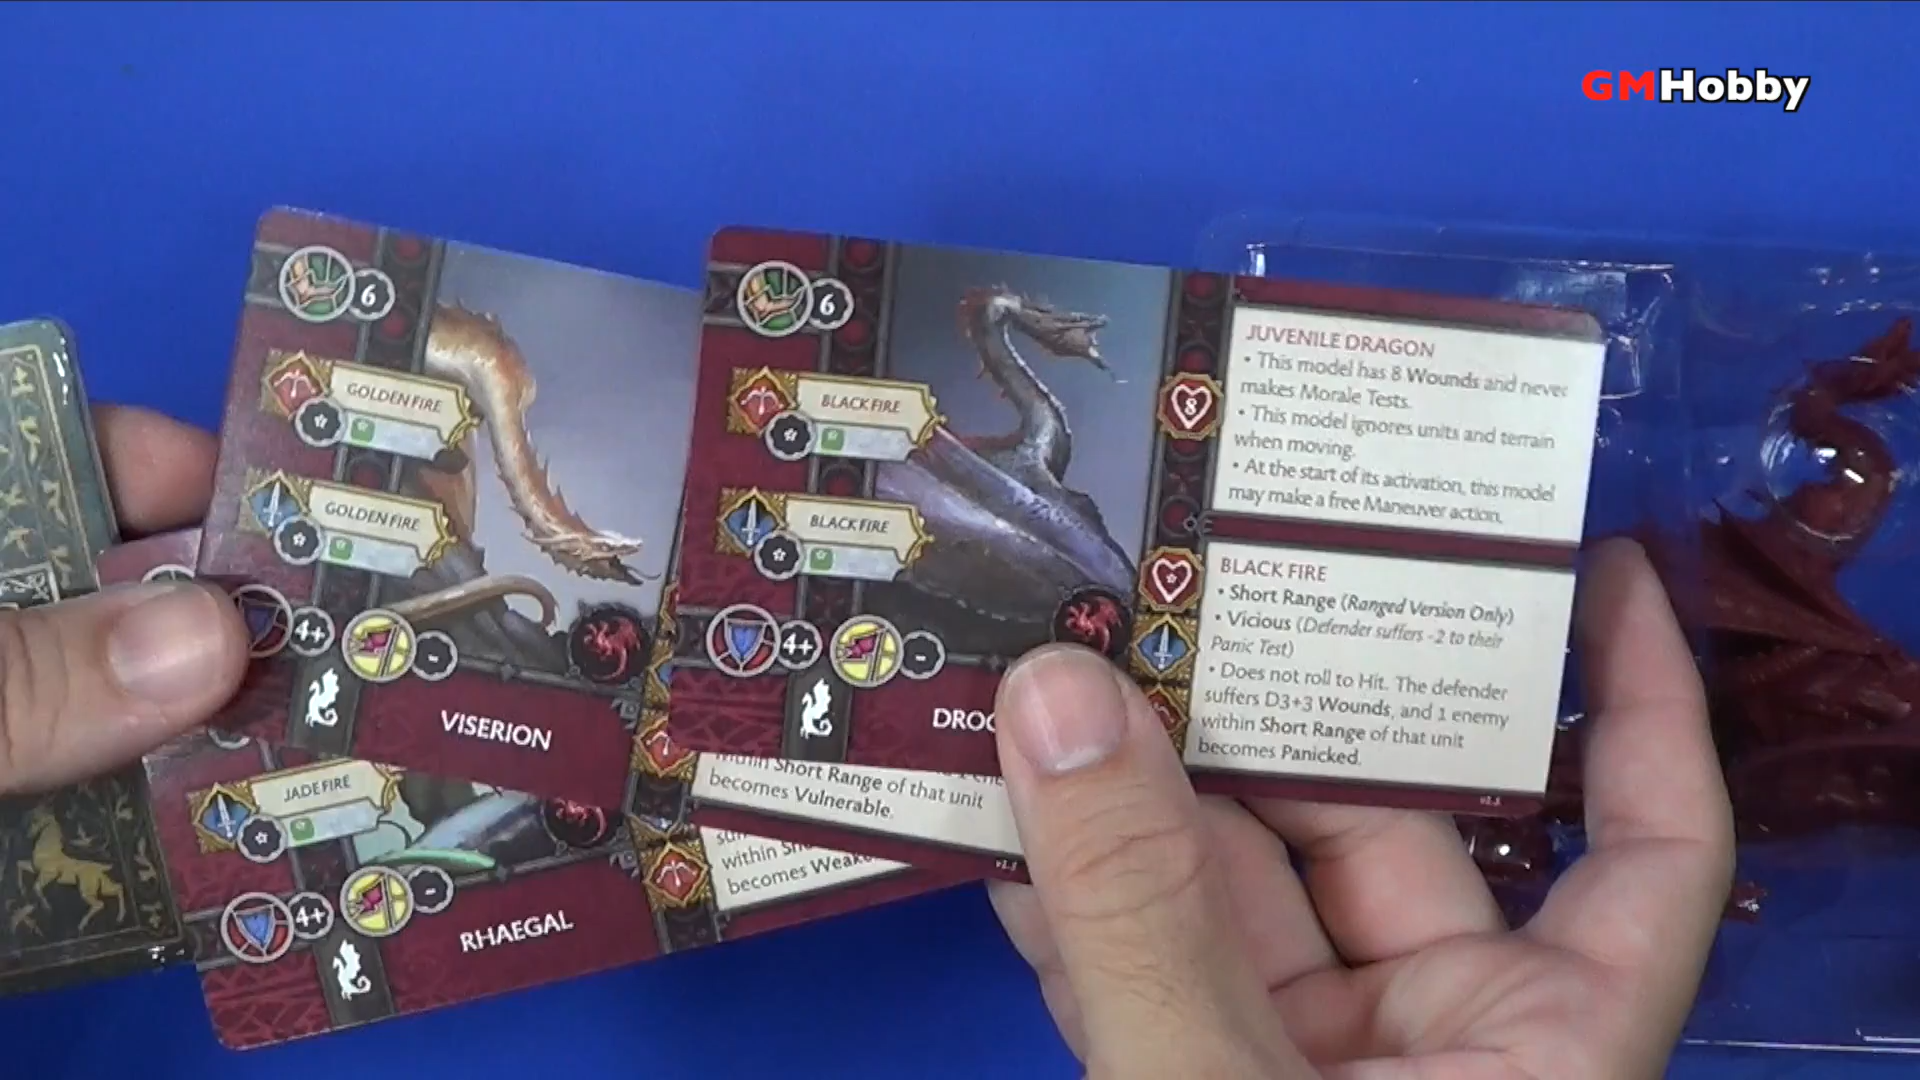 GMHobby
6
GOLDEN FIRE
GOLDEN FIRE
4+
-
VISERION
6
BLACK FIRE
BLACK FIRE
4+
-
8
JUVENILE DRAGON
• This model has 8 Wounds and never
makes Morale Tests.
• This model ignores units and terrain
when moving.
• At the start of its activation, this model
may make a free Maneuver action.
BLACK FIRE
• Short Range (Ranged Version Only)
• Vicious (Defender suffers -2 to their
Panic Test)
• Does not roll to Hit. The defender
suffers D3+3 Wounds, and 1 enemy
within Short Range of that unit
becomes Panicked.
JADE FIRE
4+
-
RHAEGAL
within Short Range of that unit
becomes Vulnerable.
within
becomes